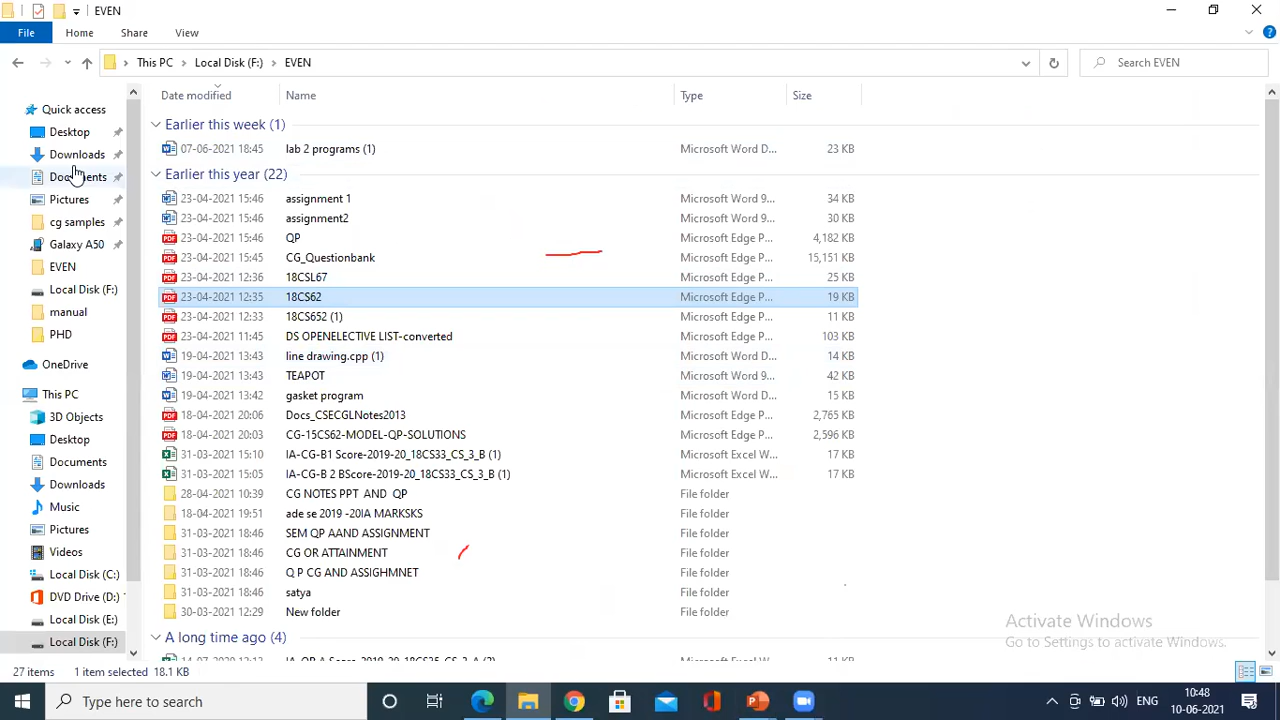 EVEN
File Home Share View
This PC Local Disk (F:) EVEN Search EVEN
Date modified Name Type Size
Quick access
Desktop
Downloads
Documents
Pictures
cg samples
Galaxy A50
EVEN
Local Disk (F:)
manual
PHD
OneDrive
This PC
3D Objects
Desktop
Documents
Downloads
Music
Pictures
Videos
Local Disk (C:)
DVD Drive (D:)
Local Disk (E:)
Local Disk (F:)
Earlier this week (1)
07-06-2021 18:45 lab 2 programs (1) Microsoft Word D... 23 KB
Earlier this year (22)
23-04-2021 15:46 assignment 1 Microsoft Word 9... 34 KB
23-04-2021 15:46 assignment2 Microsoft Word 9... 30 KB
23-04-2021 15:46 QP Microsoft Edge P... 4,182 KB
23-04-2021 15:45 CG_Questionbank Microsoft Edge P... 15,151 KB
23-04-2021 12:36 18CSL67 Microsoft Edge P... 25 KB
23-04-2021 12:35 18CS62 Microsoft Edge P... 19 KB
23-04-2021 12:33 18CS652 (1) Microsoft Edge P... 11 KB
23-04-2021 11:45 DS OPENELECTIVE LIST-converted Microsoft Edge P... 103 KB
19-04-2021 13:43 line drawing.cpp (1) Microsoft Word D... 14 KB
19-04-2021 13:43 TEAPOT Microsoft Word 9... 42 KB
19-04-2021 13:42 gasket program Microsoft Word D... 15 KB
18-04-2021 20:06 Docs_CSECGLNotes2013 Microsoft Edge P... 2,765 KB
18-04-2021 20:03 CG-15CS62-MODEL-QP-SOLUTIONS Microsoft Edge P... 2,596 KB
31-03-2021 15:10 IA-CG-B1 Score-2019-20_18CS33_CS_3_B (1) Microsoft Excel W... 17 KB
31-03-2021 15:05 IA-CG-B 2 BScore-2019-20_18CS33_CS_3_B (1) Microsoft Excel W... 17 KB
28-04-2021 10:39 CG NOTES PPT AND QP File folder
18-04-2021 19:51 ade se 2019 -20IA MARKSKS File folder
31-03-2021 18:46 SEM QP AAND ASSIGNMENT File folder
31-03-2021 18:46 CG OR ATTAINMENT File folder
31-03-2021 18:46 Q P CG AND ASSIGHMNET File folder
31-03-2021 18:46 satya File folder
30-03-2021 12:29 New folder File folder
A long time ago (4)
Activate Windows
Go to Settings to activate Windows.
27 items 1 item selected 18.1 KB
Type here to search
ENG
10:48
10-06-2021